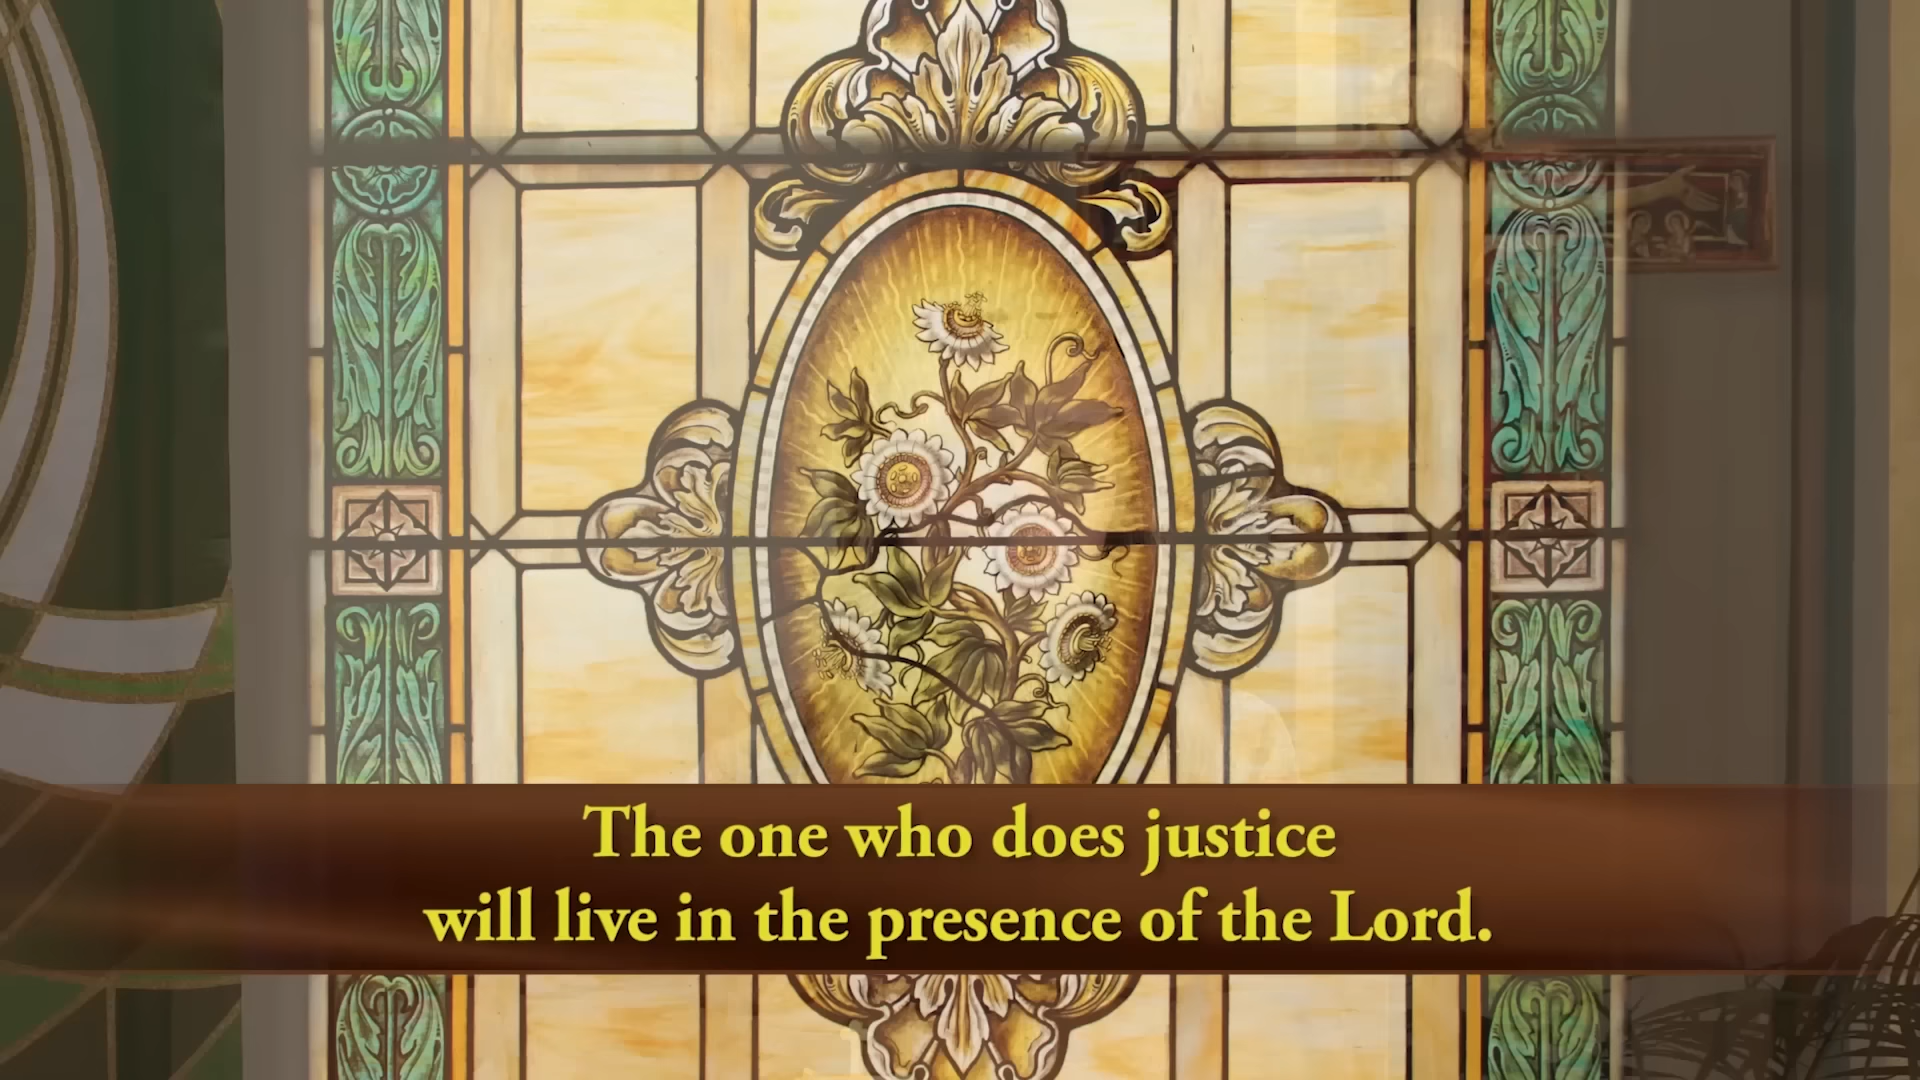 The one who does justice
will live in the presence of the Lord.